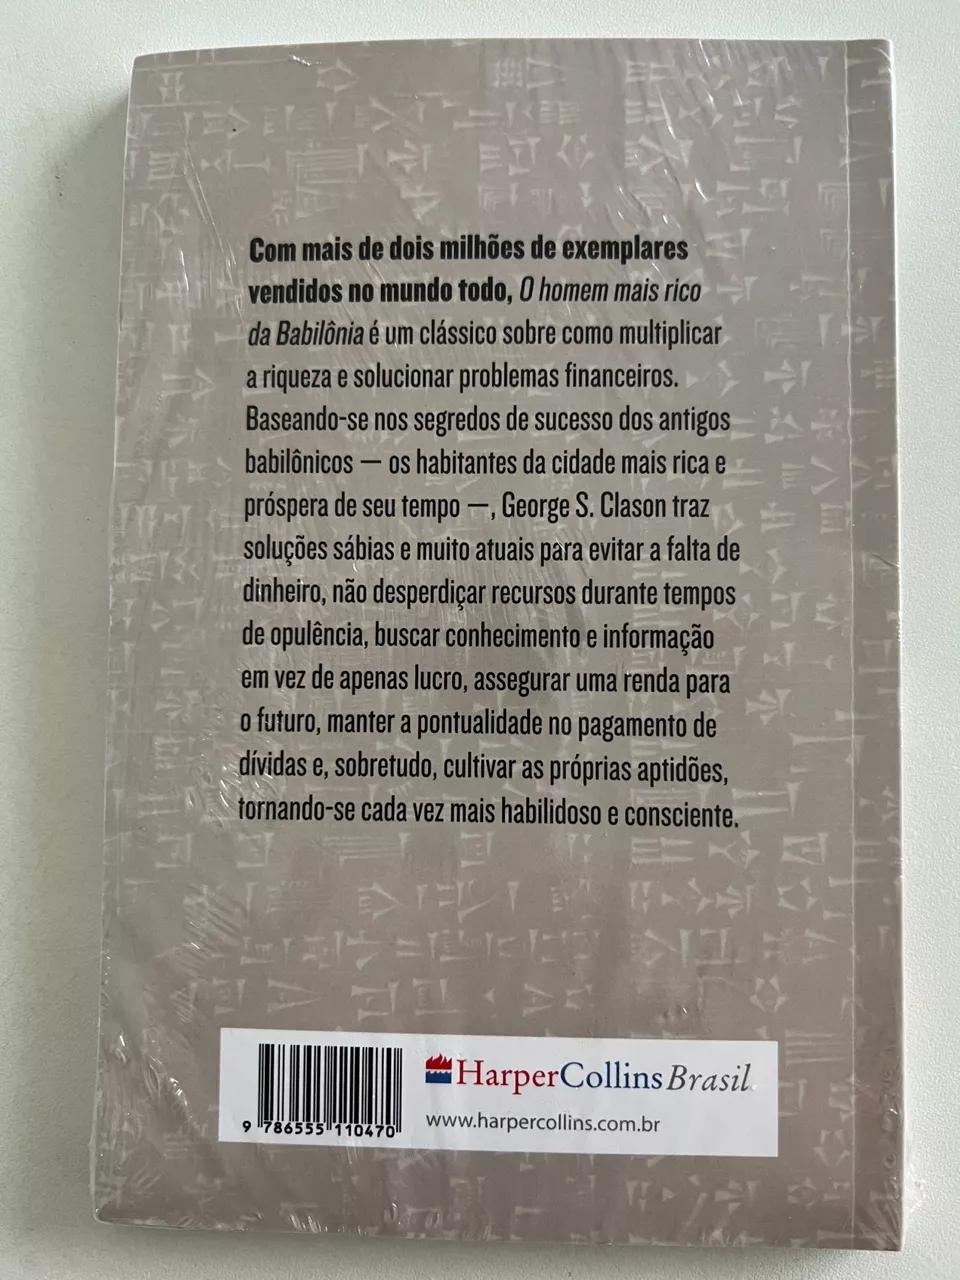 Com mais de dois milhões de exemplares
vendidos no mundo todo, O homem mais rico
da Babilônia é um clássico sobre como multiplicar
a riqueza e solucionar problemas financeiros.
Baseando-se nos segredos de sucesso dos antigos
babilônicos — os habitantes da cidade mais rica e
próspera de seu tempo —, George S. Clason traz
soluções sábias e muito atuais para evitar a falta de
dinheiro, não desperdiçar recursos durante tempos
de opulência, buscar conhecimento e informação
em vez de apenas lucro, assegurar uma renda para
o futuro, manter a pontualidade no pagamento de
dívidas e, sobretudo, cultivar as próprias aptidões,
tornando-se cada vez mais habilidoso e consciente.
HarperCollins Brasil
www.harpercollins.com.br
9 786555 110470